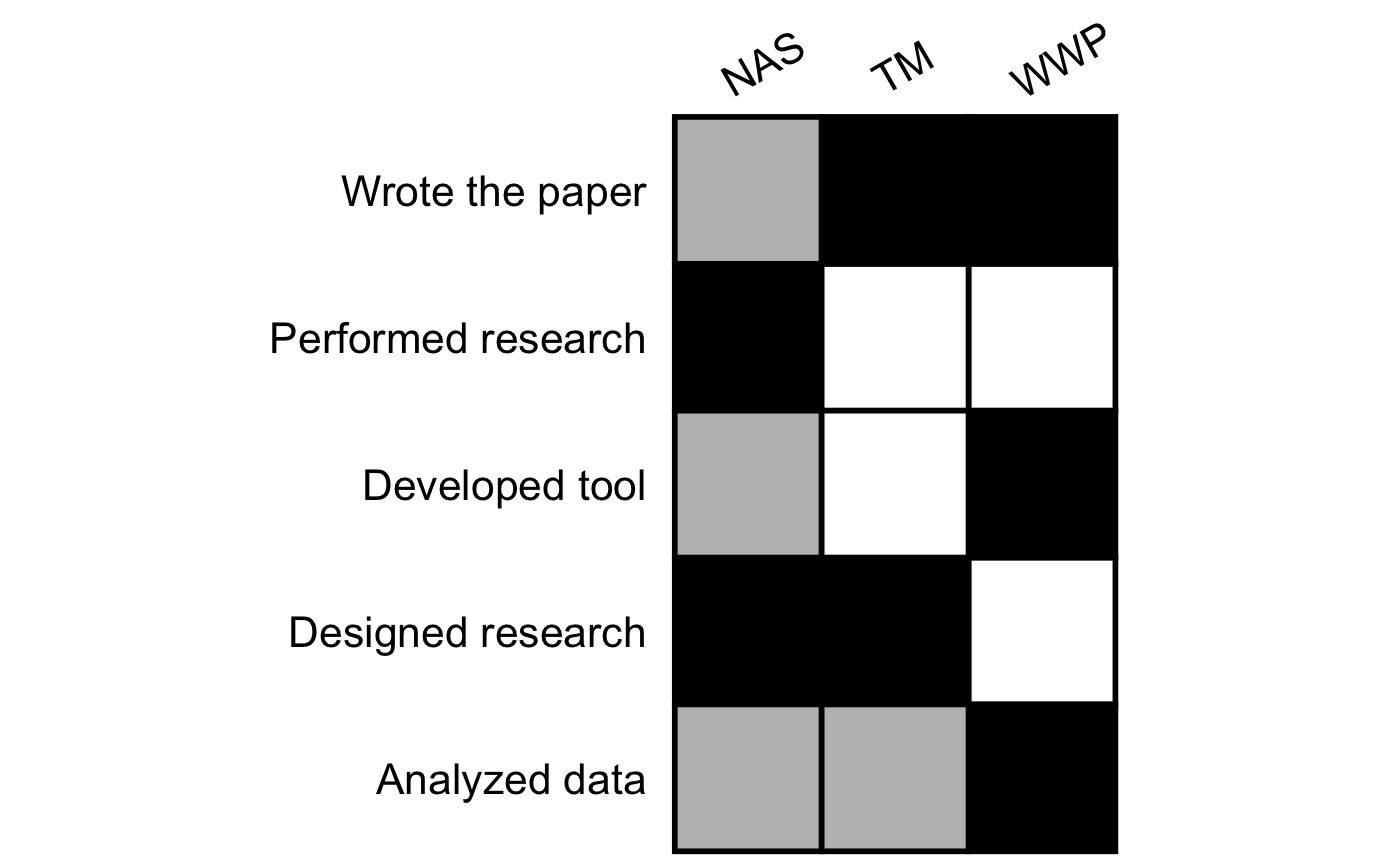 NAS
TM
WWP
Wrote the paper
Performed research
Developed tool
Designed research
Analyzed data